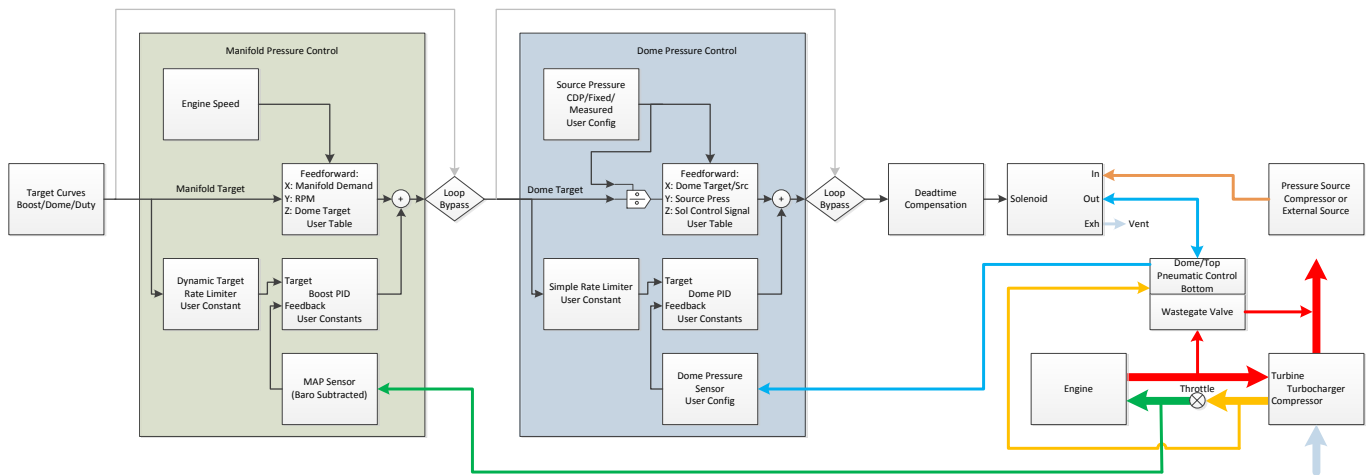 Manifold Pressure Control
Dome Pressure Control
Engine Speed
Source Pressure
CDP/Fixed/
Measured
User Config
Target Curves
Boost/Dome/Duty
Manifold Target
Feedforward:
X: Manifold Demand
Y: RPM
Z: Dome Target
User Table
+
Loop
Bypass
Dome Target
÷
Feedforward:
X: Dome Target/Src
Y: Source Press
Z: Sol Control Signal
User Table
+
Loop
Bypass
Deadtime
Compensation
In
Solenoid
Out
Exh
Vent
Pressure Source
Compressor or
External Source
Dynamic Target
Rate Limiter
User Constant
Target
Boost PID
Feedback
User Constants
Simple Rate Limiter
User Constant
Target
Dome PID
Feedback
User Constants
Dome/Top
Pneumatic Control
Bottom
Wastegate Valve
MAP Sensor
(Baro Subtracted)
Dome Pressure
Sensor
User Config
Engine
Throttle
Turbine
Turbocharger
Compressor